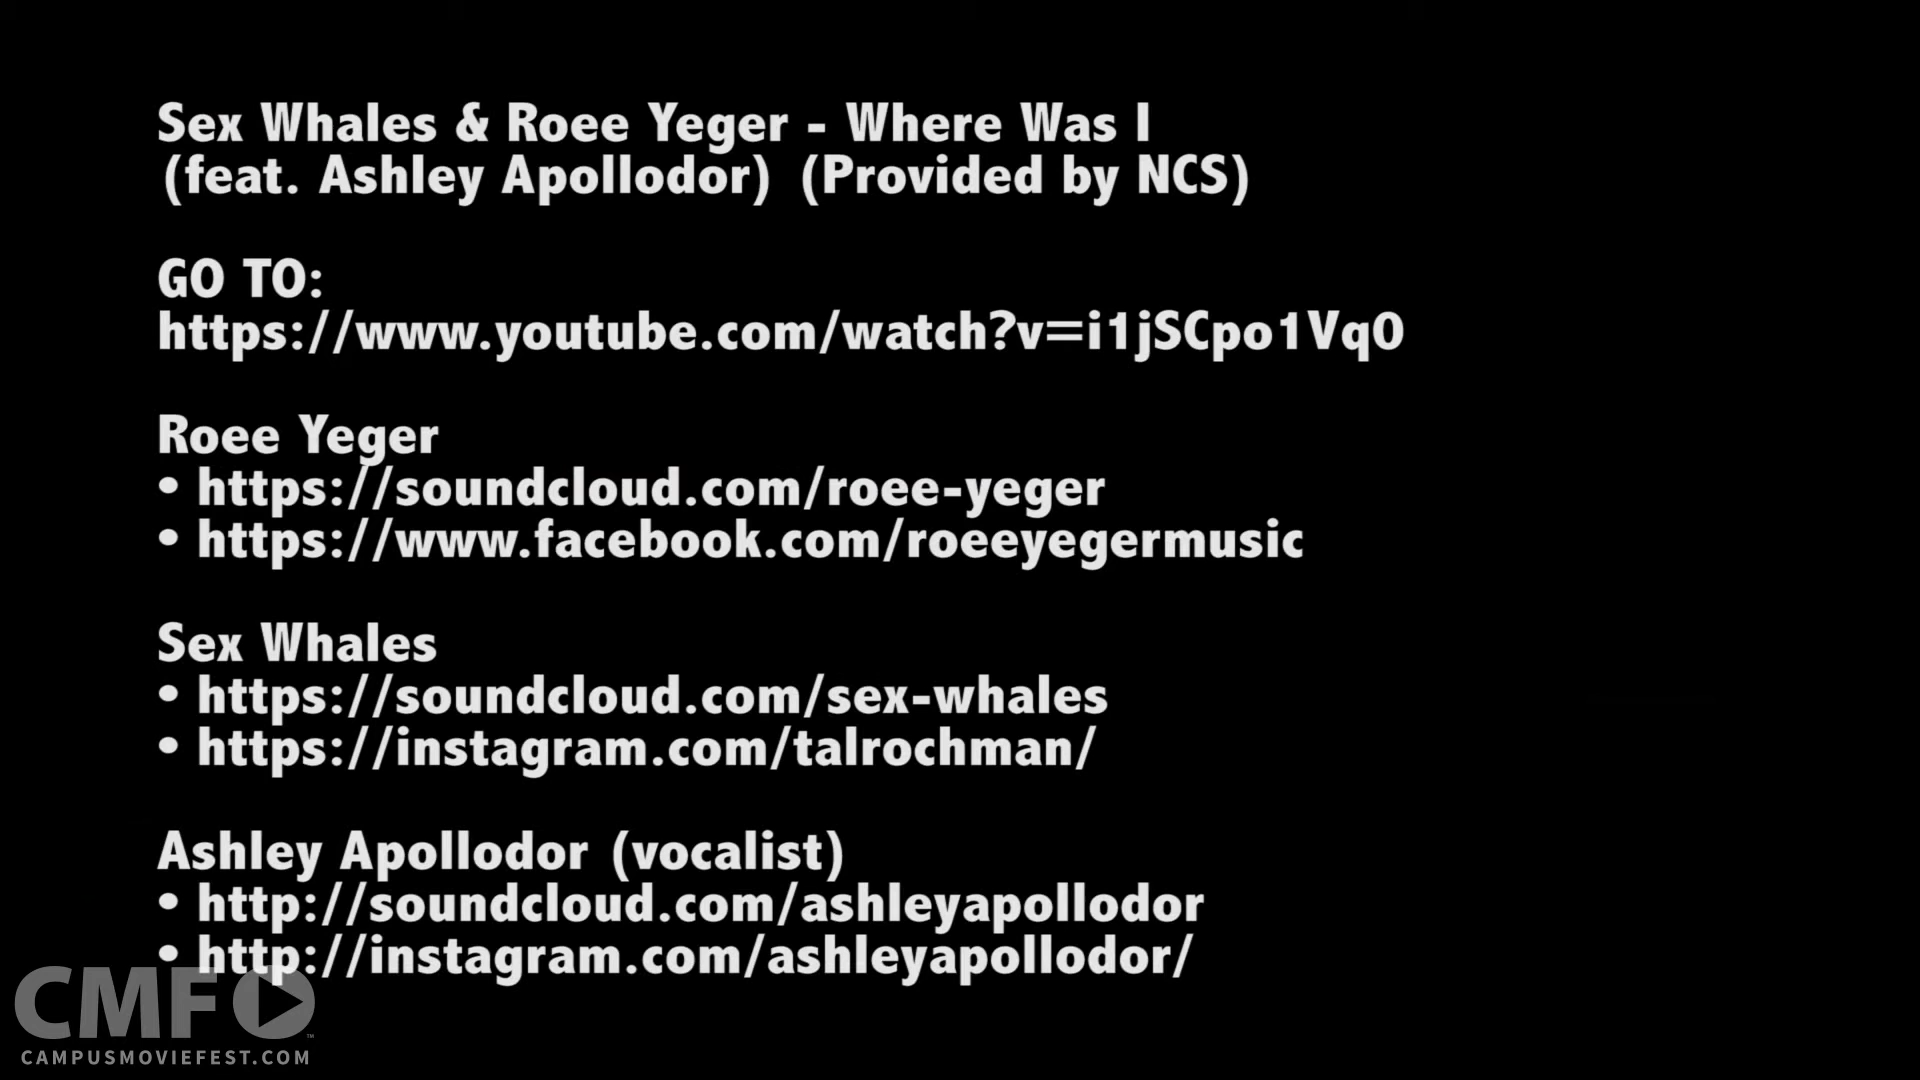 Sex Whales & Roee Yeger - Where Was I
(feat. Ashley Apollodor) (Provided by NCS)
GO TO:
https://www.youtube.com/watch?v=i1jSCpo1Vq0
Roee Yeger
• https://soundcloud.com/roee-yeger
• https://www.facebook.com/roeeyegermusic
Sex Whales
• https://soundcloud.com/sex-whales
• https://instagram.com/talrochman/
Ashley Apollodor (vocalist)
• http://soundcloud.com/ashleyapollodor
• http://instagram.com/ashleyapollodor/
CMF
™
CAMPUSMOVIEFEST.COM